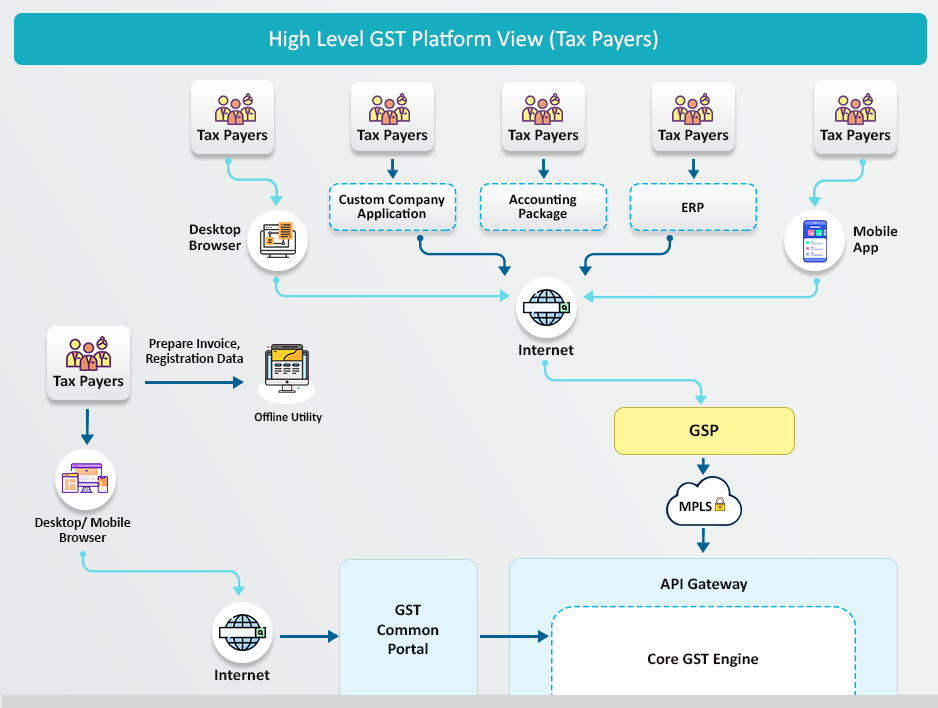 High Level GST Platform View (Tax Payers)
Tax Payers
Tax Payers
Tax Payers
Tax Payers
Tax Payers
Custom Company
Application
Accounting
Package
ERP
Desktop
Browser
Mobile
App
Internet
Prepare Invoice,
Registration Data
Tax Payers
Offline Utility
GSP
MPLS
Desktop/ Mobile
Browser
API Gateway
GST
Common
Portal
Core GST Engine
Internet